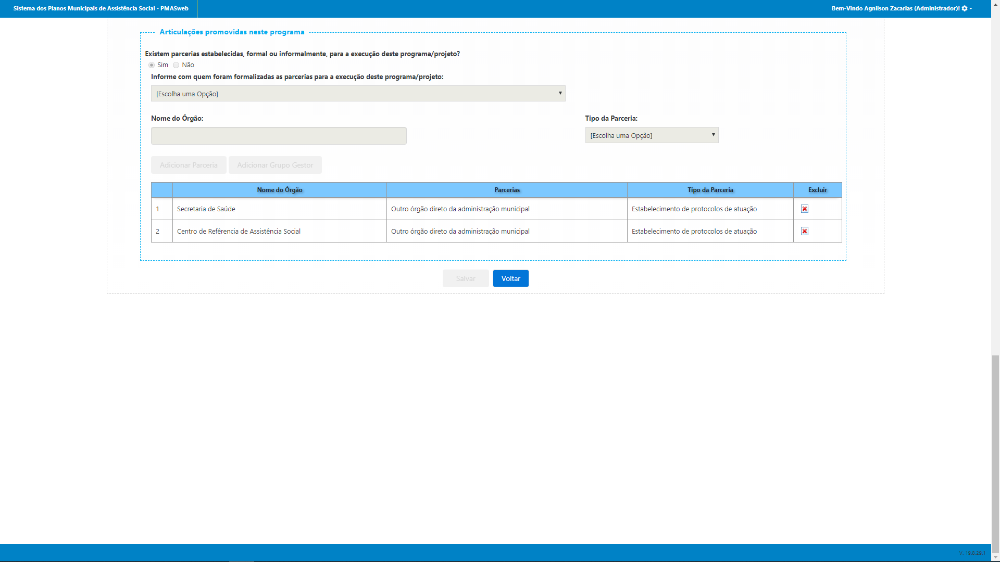 Sistema dos Planos Municipais de Assistência Social - PMASweb
Bem-Vindo Agnilson Zacarias (Administrador)!
Articulações promovidas neste programa
Existem parcerias estabelecidas, formal ou informalmente, para a execução deste programa/projeto?
Sim Não
Informe com quem foram formalizadas as parcerias para a execução deste programa/projeto:
[Escolha uma Opção]
Nome do Órgão: Tipo da Parceria:
[Escolha uma Opção]
Adicionar Parceria Adicionar Grupo Gestor
Nome do Órgão Parcerias Tipo da Parceria Excluir
1 Secretaria de Saúde Outro órgão direto da administração municipal Estabelecimento de protocolos de atuação
2 Centro de Refêrencia de Assistência Social Outro órgão direto da administração municipal Estabelecimento de protocolos de atuação
Salvar Voltar
V. 19.8.29.1